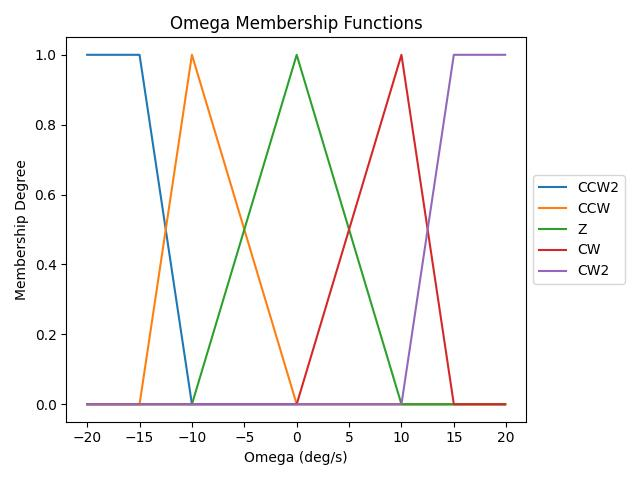 Omega Membership Functions
1.0
0.8
0.6
0.4
0.2
0.0
Membership Degree
−20 −15 −10 −5 0 5 10 15 20
Omega (deg/s)
CCW2
CCW
Z
CW
CW2